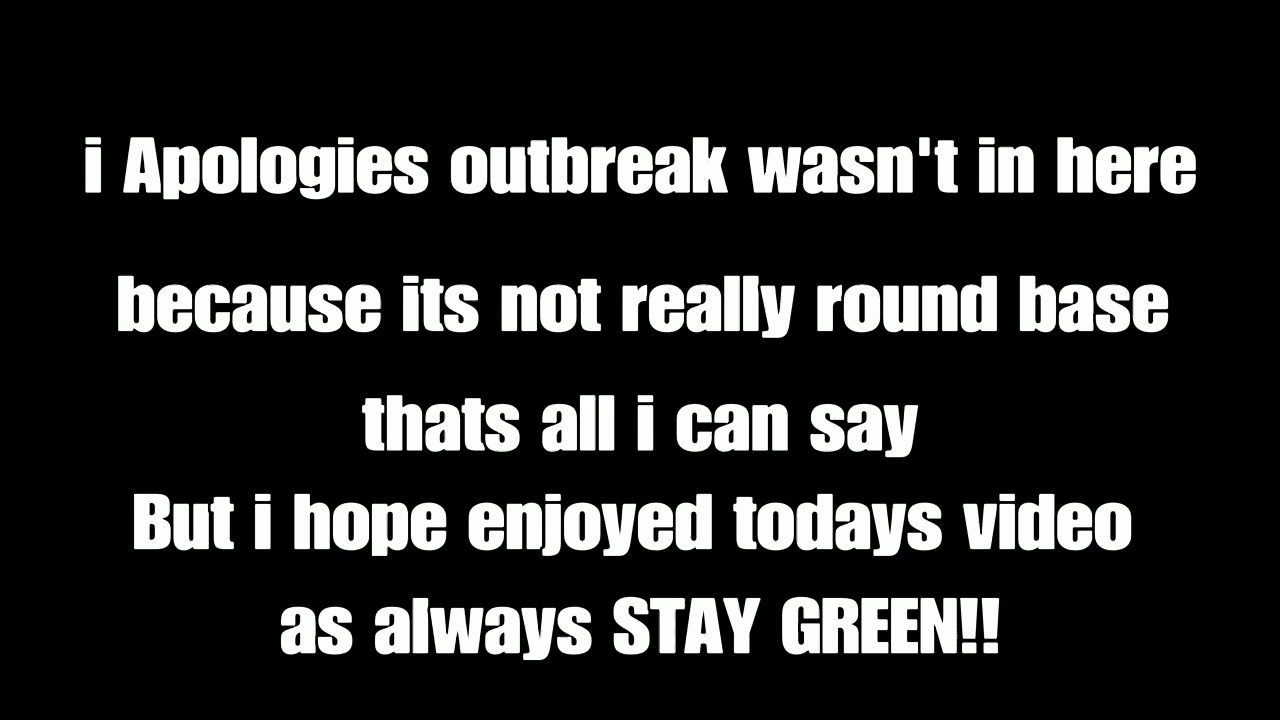 i Apologies outbreak wasn't in here
because its not really round base
thats all i can say
But i hope enjoyed todays video
as always STAY GREEN!!